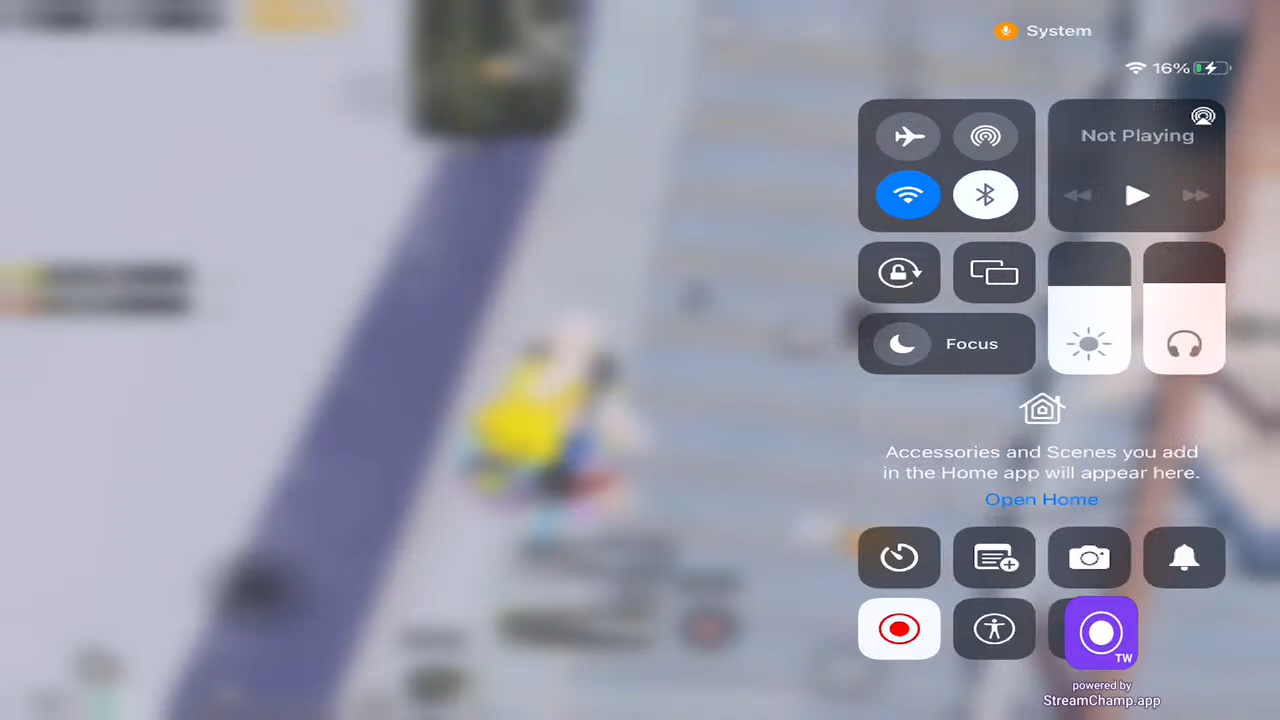 System
16%
Not Playing
Focus
Accessories and Scenes you add
in the Home app will appear here.
Open Home
TW
powered by
StreamChamp.app